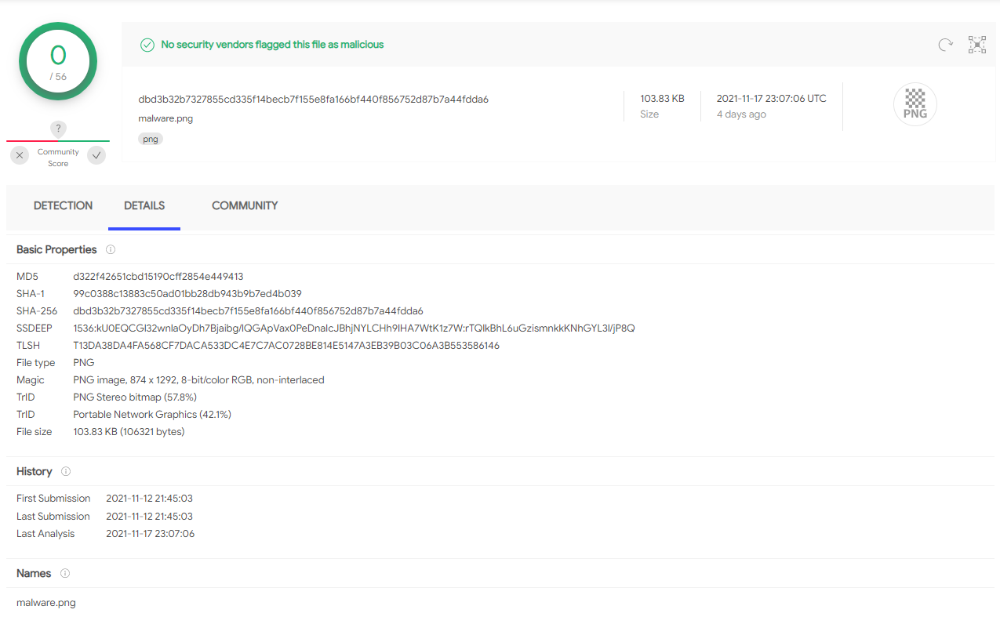 0
/ 56
?
Community
Score
No security vendors flagged this file as malicious
dbd3b32b7327855cd335f14becb7f155e8fa166bf440f856752d87b7a44fdda6
malware.png
png
103.83 KB
Size
2021-11-17 23:07:06 UTC
4 days ago
PNG
DETECTION DETAILS COMMUNITY
Basic Properties
MD5 d322f42651cbd15190cff2854e449413
SHA-1 99c0388c13883c50ad01bb28db943b9b7ed4b039
SHA-256 dbd3b32b7327855cd335f14becb7f155e8fa166bf440f856752d87b7a44fdda6
SSDEEP 1536:kU0EQCGI32wnlaOyDh7Bjaibg/IQGApVax0PeDnalcJBhjNYLCHh9IHA7WtK1z7W:rTQlkBhL6uGzismnkkKNhGYL3I/jP8Q
TLSH T13DA38DA4FA568CF7DACA533DC4E7C7AC0728BE814E5147A3EB39B03C06A3B553586146
File type PNG
Magic PNG image, 874 x 1292, 8-bit/color RGB, non-interlaced
TrID PNG Stereo bitmap (57.8%)
TrID Portable Network Graphics (42.1%)
File size 103.83 KB (106321 bytes)
History
First Submission 2021-11-12 21:45:03
Last Submission 2021-11-12 21:45:03
Last Analysis 2021-11-17 23:07:06
Names
malware.png